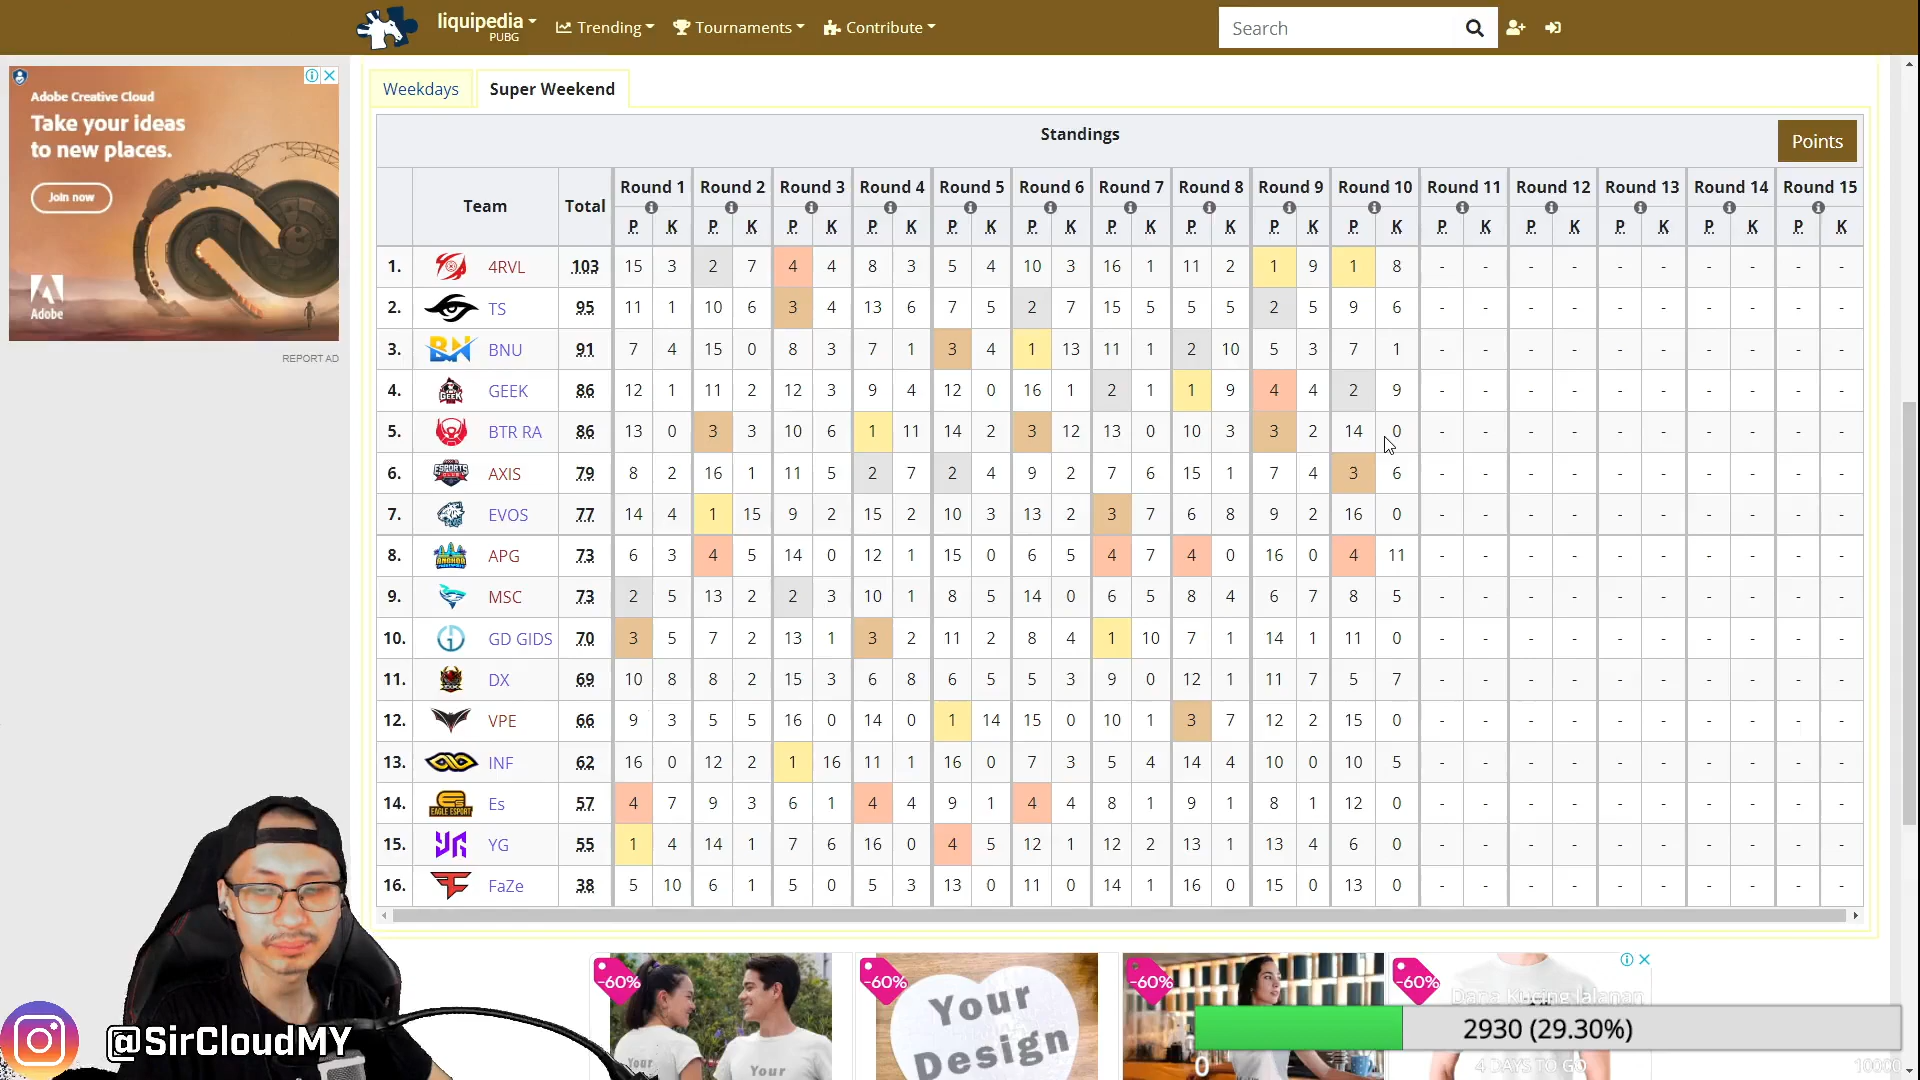 liquipedia
PUBG
Trending
Tournaments
Contribute
Search
Adobe Creative Cloud
Take your ideas
to new places.
Join now
Adobe
REPORT AD
Weekdays Super Weekend
Standings
Points
Team Total Round 1 Round 2 Round 3 Round 4 Round 5 Round 6 Round 7 Round 8 Round 9 Round 10 Round 11 Round 12 Round 13 Round 14 Round 15
P K P K P K P K P K P K P K P K P K P K P K P K P K P K P K
1. 4RVL 103 15 3 2 7 4 4 8 3 5 4 10 3 16 1 11 2 1 9 1 8 - - - - - - - - - -
2. TS 95 11 1 10 6 3 4 13 6 7 5 2 7 15 5 5 5 2 5 9 6 - - - - - - - - - -
3. BNU 91 7 4 15 0 8 3 7 1 3 4 1 13 11 1 2 10 5 3 7 1 - - - - - - - - - -
4. GEEK 86 12 1 11 2 12 3 9 4 12 0 16 1 2 1 1 9 4 4 2 9 - - - - - - - - - -
5. BTR RA 86 13 0 3 3 10 6 1 11 14 2 3 12 13 0 10 3 3 2 14 0 - - - - - - - - - -
6. AXIS 79 8 2 16 1 11 5 2 7 2 4 9 2 7 6 15 1 7 4 3 6 - - - - - - - - - -
7. EVOS 77 14 4 1 15 9 2 15 2 10 3 13 2 3 7 6 8 9 2 16 0 - - - - - - - - - -
8. APG 73 6 3 4 5 14 0 12 1 15 0 6 5 4 7 4 0 16 0 4 11 - - - - - - - - - -
9. MSC 73 2 5 13 2 2 3 10 1 8 5 14 0 6 5 8 4 6 7 8 5 - - - - - - - - - -
10. GD GIDS 70 3 5 7 2 13 1 3 2 11 2 8 4 1 10 7 1 14 1 11 0 - - - - - - - - - -
11. DX 69 10 8 8 2 15 3 6 8 6 5 5 3 9 0 12 1 11 7 5 7 - - - - - - - - - -
12. VPE 66 9 3 5 5 16 0 14 0 1 14 15 0 10 1 3 7 12 2 15 0 - - - - - - - - - -
13. INF 62 16 0 12 2 1 16 11 1 16 0 7 3 5 4 14 4 10 0 10 5 - - - - - - - - - -
14. Es 57 4 7 9 3 6 1 4 4 9 1 4 4 8 1 9 1 8 1 12 0 - - - - - - - - - -
15. YG 55 1 4 14 1 7 6 16 0 4 5 12 1 12 2 13 1 13 4 6 0 - - - - - - - - - -
16. FaZe 38 5 10 6 1 5 0 5 3 13 0 11 0 14 1 16 0 15 0 13 0 - - - - - - - - - -
-60% -60% -60% -60%
Your
Design
Your
Your
Dana Kucing Jalanan
2930 (29.30%)
0
4 DAYS TO GO
10000
@SirCloudMY